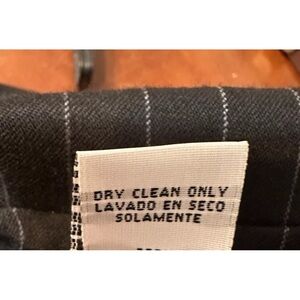 DRY CLEAN ONLY
LAVADO EN SECO
SOLAMENTE